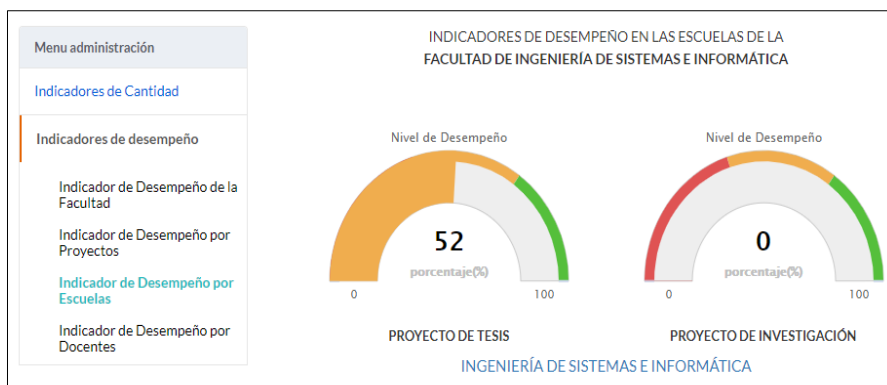 Menu administración
Indicadores de Cantidad
Indicadores de desempeño
Indicador de Desempeño de la
Facultad
Indicador de Desempeño por
Proyectos
Indicador de Desempeño por
Escuelas
Indicador de Desempeño por
Docentes
INDICADORES DE DESEMPEÑO EN LAS ESCUELAS DE LA
FACULTAD DE INGENIERÍA DE SISTEMAS E INFORMÁTICA
Nivel de Desempeño
52
porcentaje(%)
0 100
PROYECTO DE TESIS
Nivel de Desempeño
0
porcentaje(%)
0 100
PROYECTO DE INVESTIGACIÓN
INGENIERÍA DE SISTEMAS E INFORMÁTICA